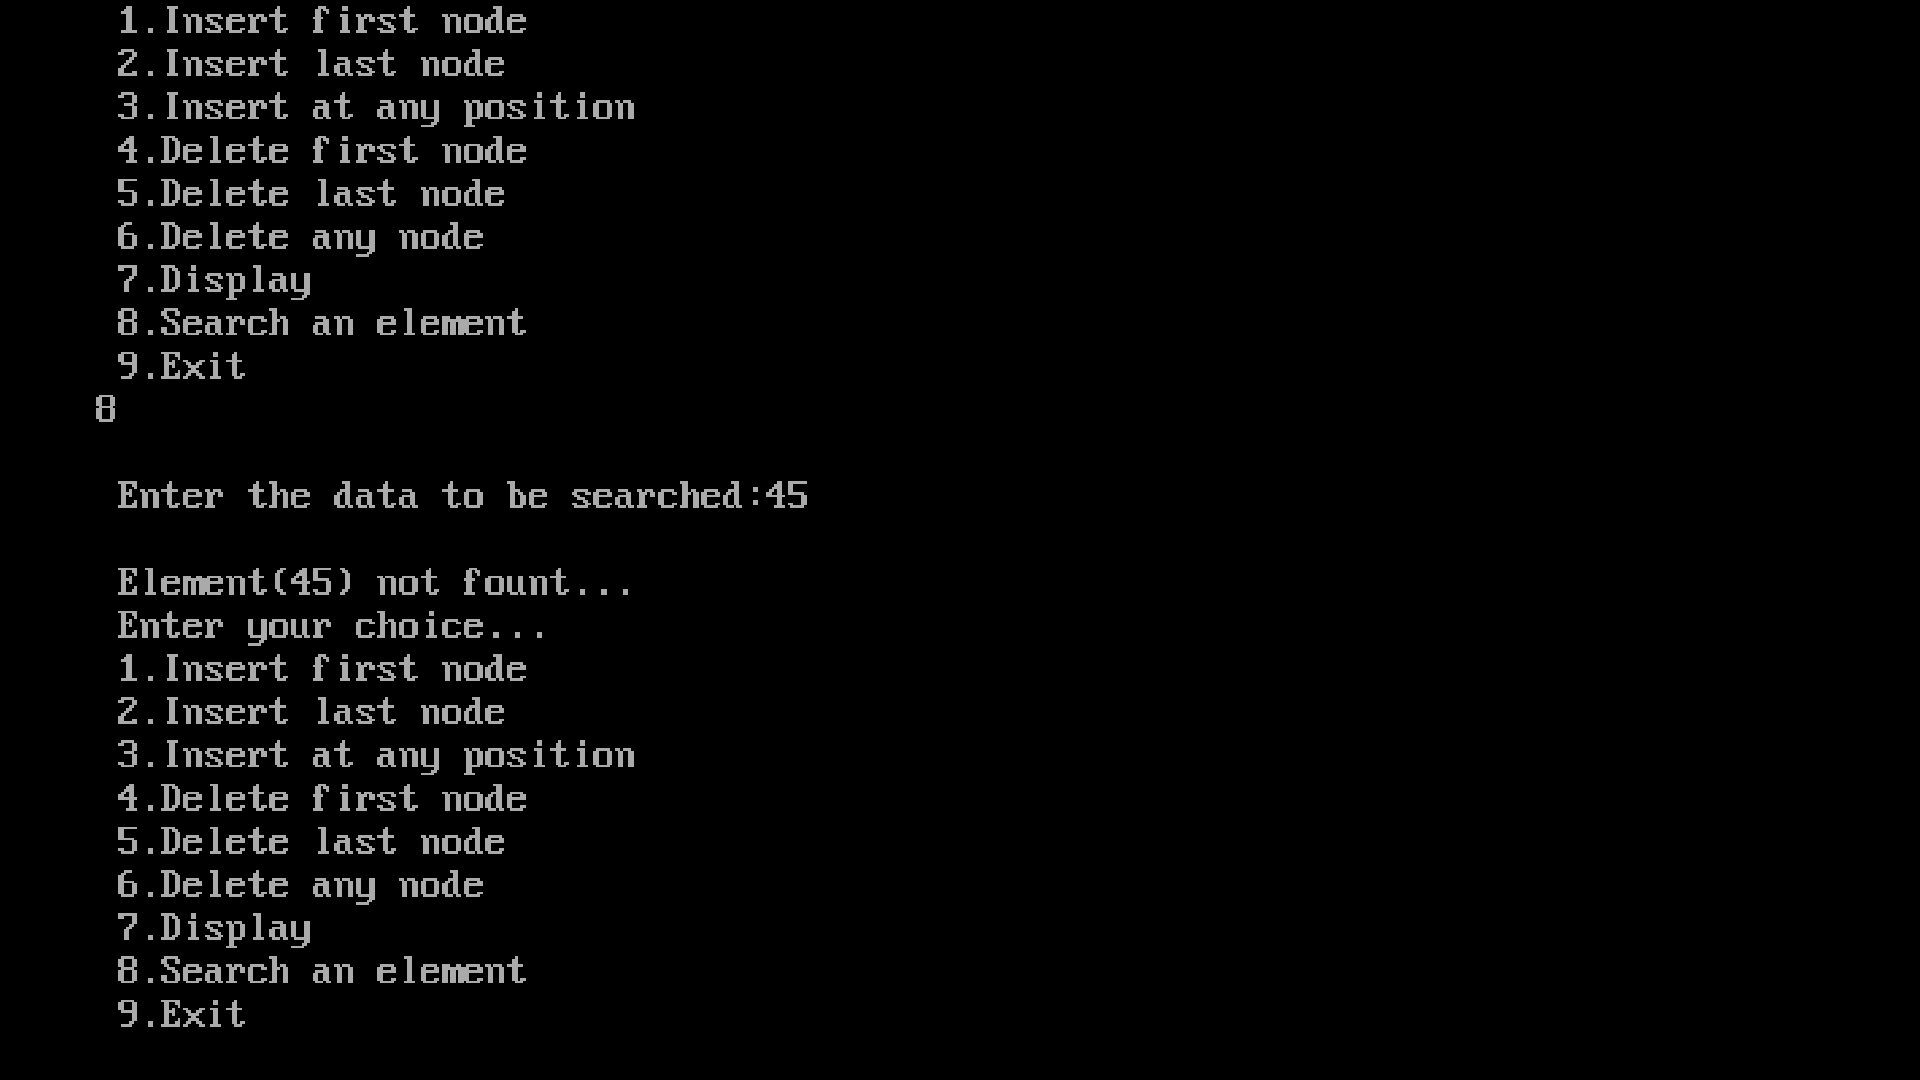 1.Insert first node
2.Insert last node
3.Insert at any position
4.Delete first node
5.Delete last node
6.Delete any node
7.Display
8.Search an element
9.Exit
8
Enter the data to be searched:45
Element(45) not fount...
Enter your choice...
1.Insert first node
2.Insert last node
3.Insert at any position
4.Delete first node
5.Delete last node
6.Delete any node
7.Display
8.Search an element
9.Exit